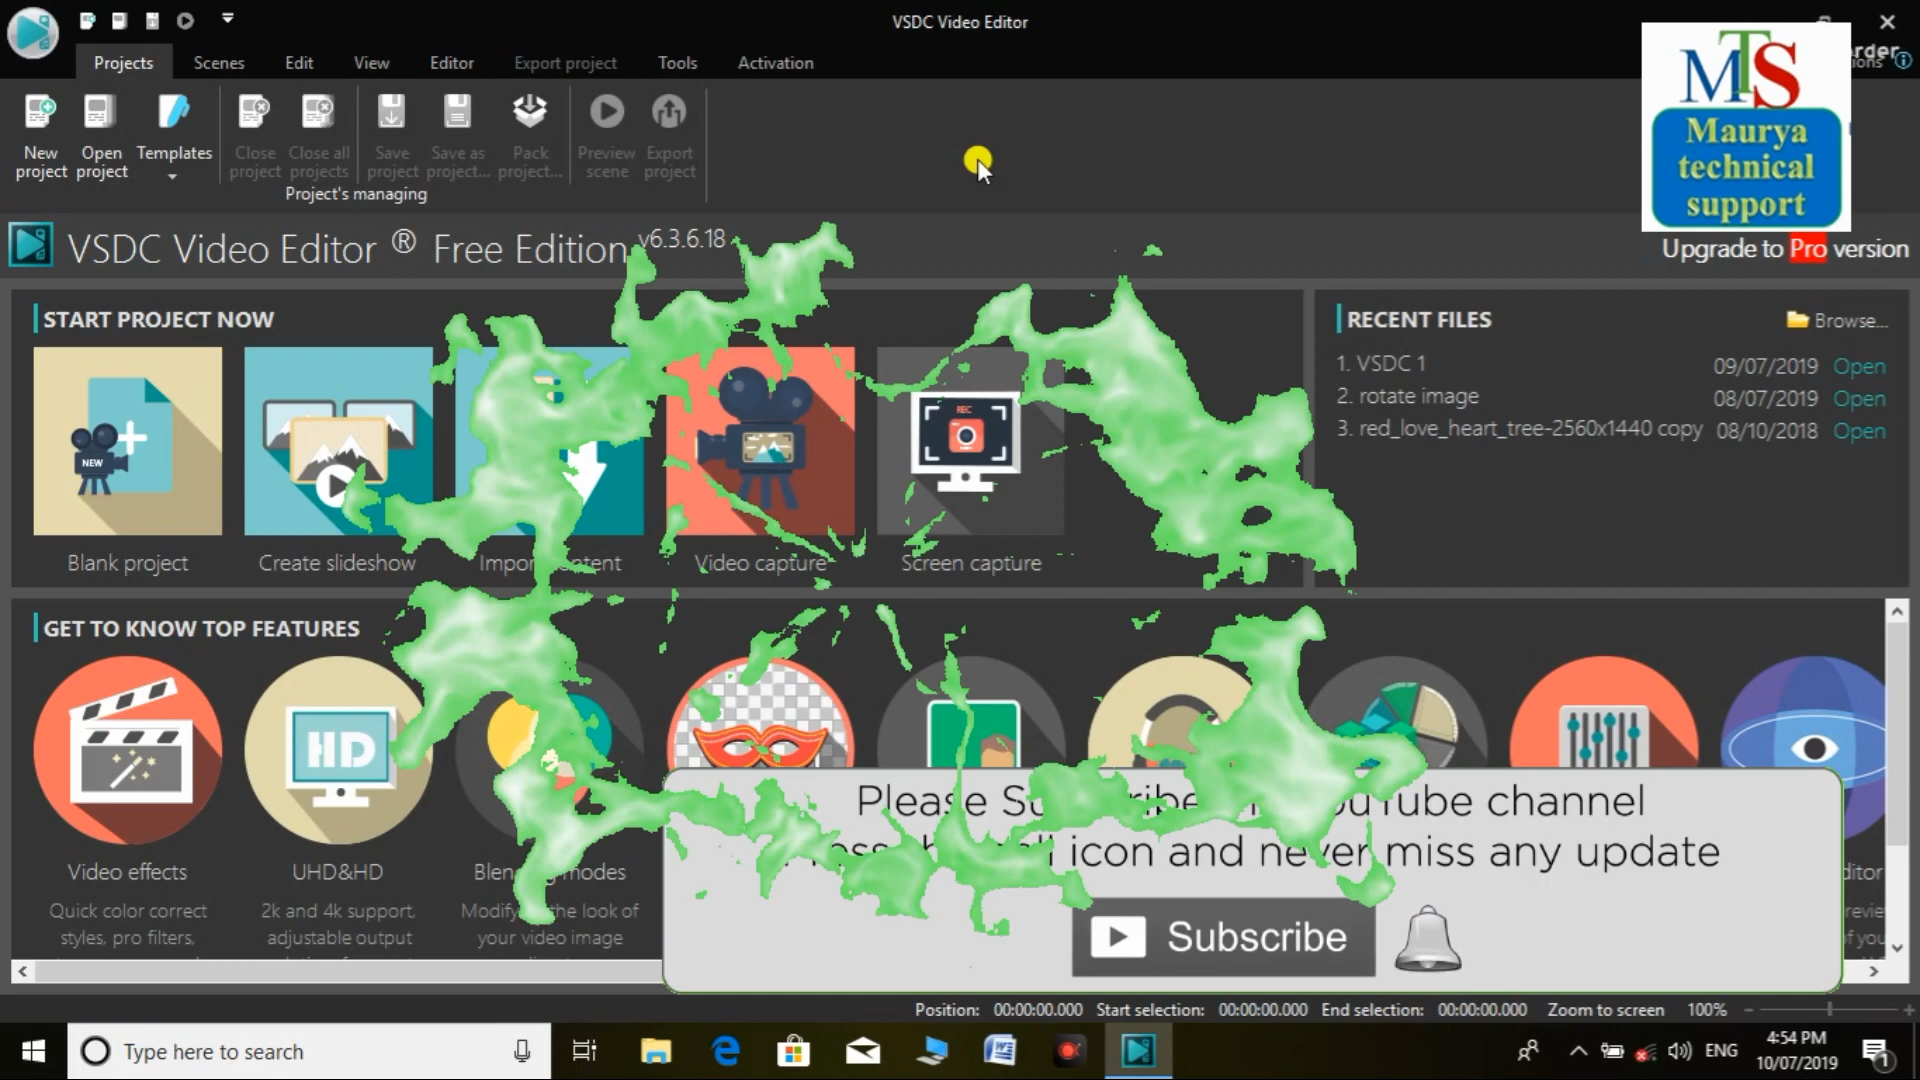 VSDC Video Editor
Projects Scenes Edit View Editor Export project Tools Activation
New project
Open project
Templates
Close project
Close all projects
Save project
Save as project...
Pack project...
Preview scene
Export project
Project's managing
MTS
Maurya
technical
support
VSDC Video Editor ® Free Edition v6.3.6.18
Upgrade to Pro version
START PROJECT NOW
NEW
REC
Blank project
Create slideshow
Video capture
Screen capture
RECENT FILES
Browse...
1. VSDC 1 09/07/2019 Open
2. rotate image 08/07/2019 Open
3. red_love_heart_tree-2560x1440 copy 08/10/2018 Open
GET TO KNOW TOP FEATURES
HD
Video effects
Quick color correct
styles, pro filters,
UHD&HD
2k and 4k support,
adjustable output
modes
the look of
your video image
Please channel
icon and never miss any update
Subscribe
Position: 00:00:00.000 Start selection: 00:00:00.000 End selection: 00:00:00.000 Zoom to screen 100%
Type here to search
ENG
4:54 PM
10/07/2019
1